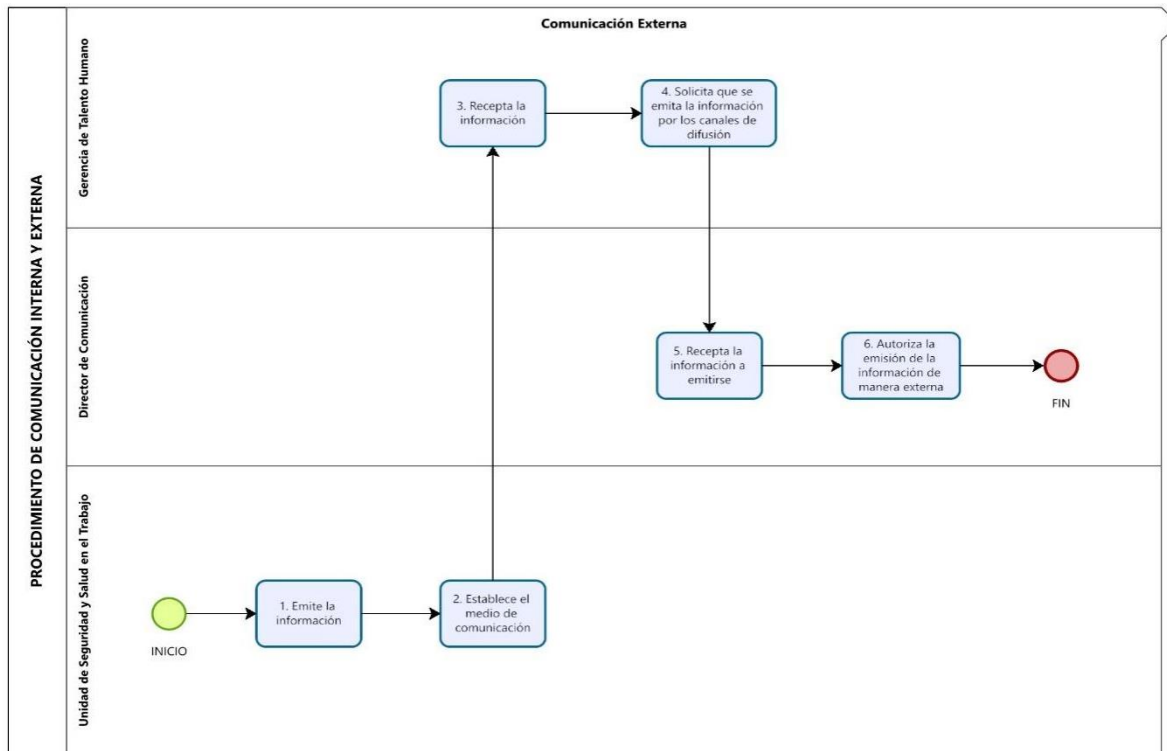 PROCEDIMIENTO DE COMUNICACIÓN INTERNA Y EXTERNA
Comunicación Externa
Gerencia de Talento Humano
3. Recepta la
información
4. Solicita que se
emita la información
por los canales de
difusión
Director de Comunicación
5. Recepta la
información a
emitirse
6. Autoriza la
emisión de la
información de
manera externa
FIN
Unidad de Seguridad y Salud en el Trabajo
INICIO
1. Emite la
información
2. Establece el
medio de
comunicación